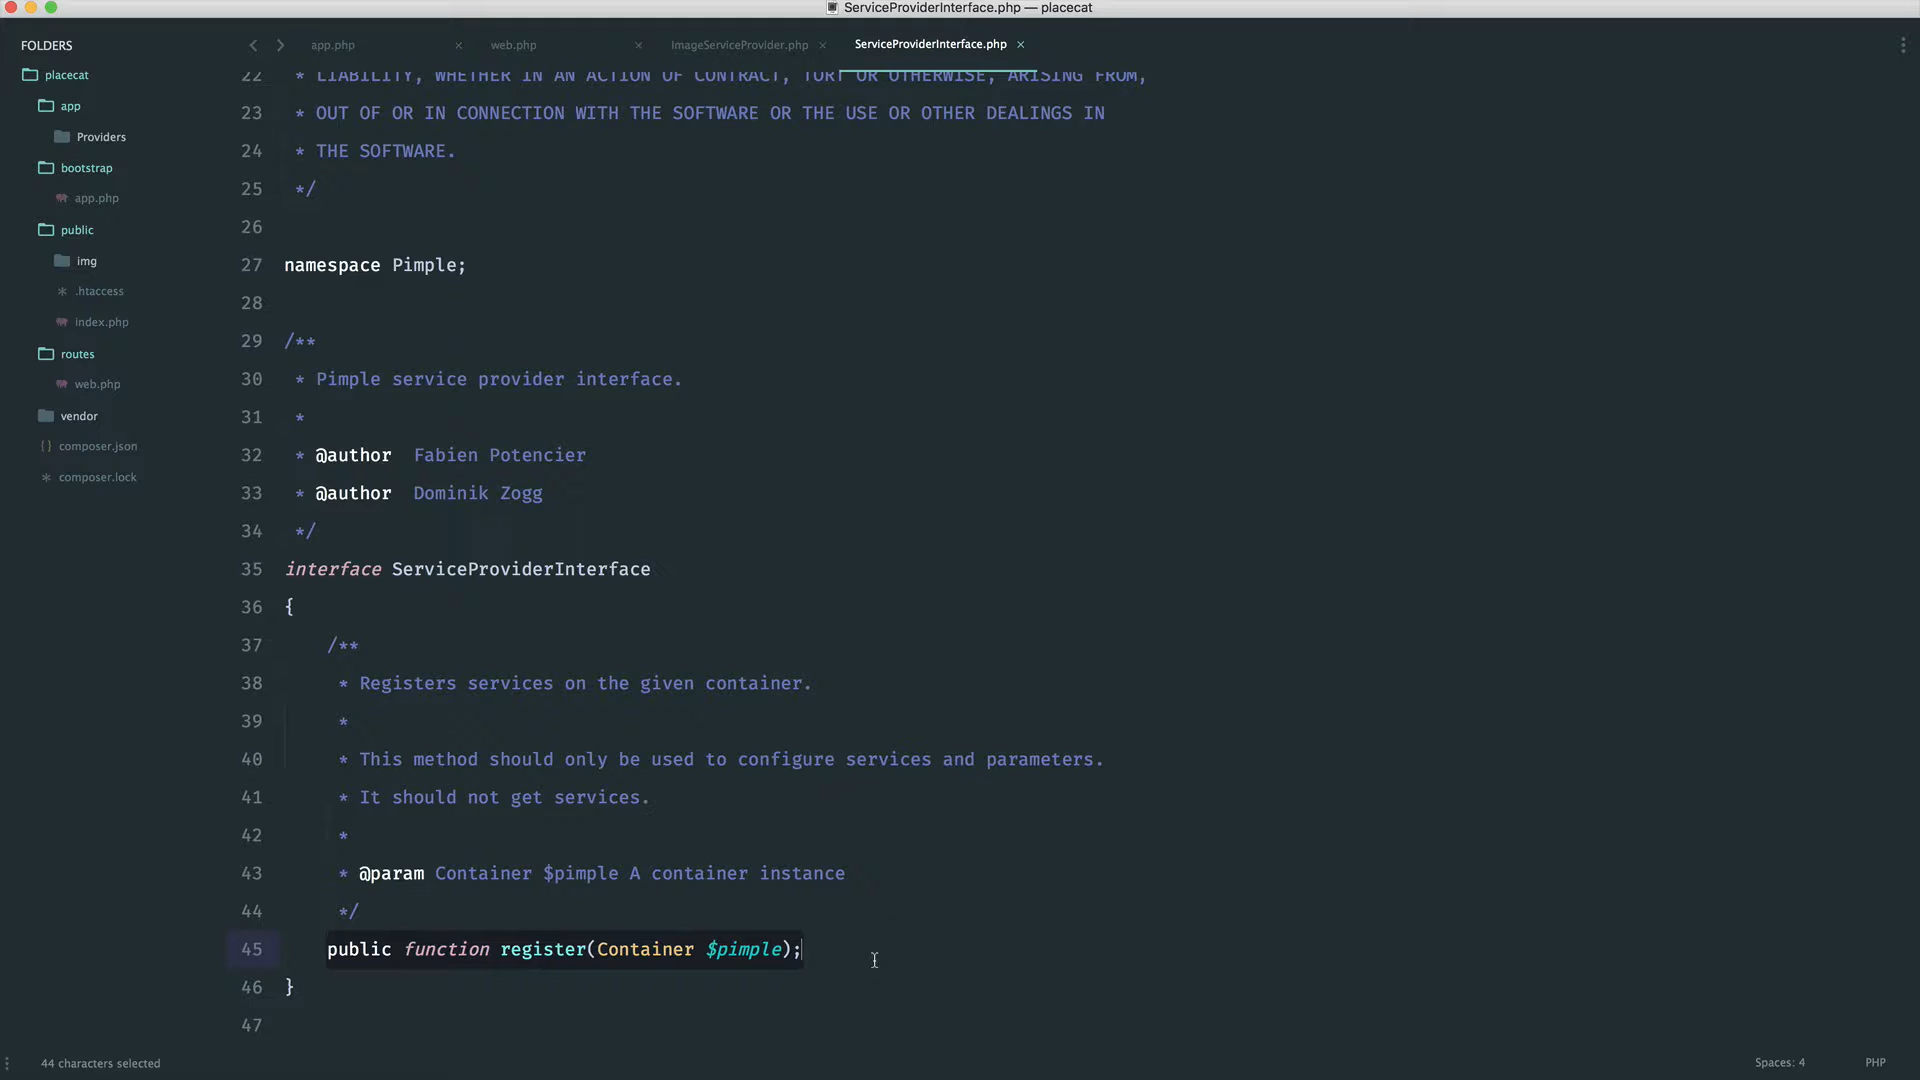 ServiceProviderInterface.php — placecat
FOLDERS
placecat
app
Providers
bootstrap
app.php
public
img
.htaccess
index.php
routes
web.php
vendor
{} composer.json
* composer.lock
app.php × web.php × ImageServiceProvider.php × ServiceProviderInterface.php ×
22 * LIABILITY, WHETHER IN AN ACTION OF CONTRACT, TORT OR OTHERWISE, ARISING FROM,
23 * OUT OF OR IN CONNECTION WITH THE SOFTWARE OR THE USE OR OTHER DEALINGS IN
24 * THE SOFTWARE.
25 */
26
27 namespace Pimple;
28
29 /**
30 * Pimple service provider interface.
31 *
32 * @author  Fabien Potencier
33 * @author  Dominik Zogg
34 */
35 interface ServiceProviderInterface
36 {
37     /**
38      * Registers services on the given container.
39      *
40      * This method should only be used to configure services and parameters.
41      * It should not get services.
42      *
43      * @param Container $pimple A container instance
44      */
45     public function register(Container $pimple);
46 }
47
44 characters selected
Spaces: 4
PHP